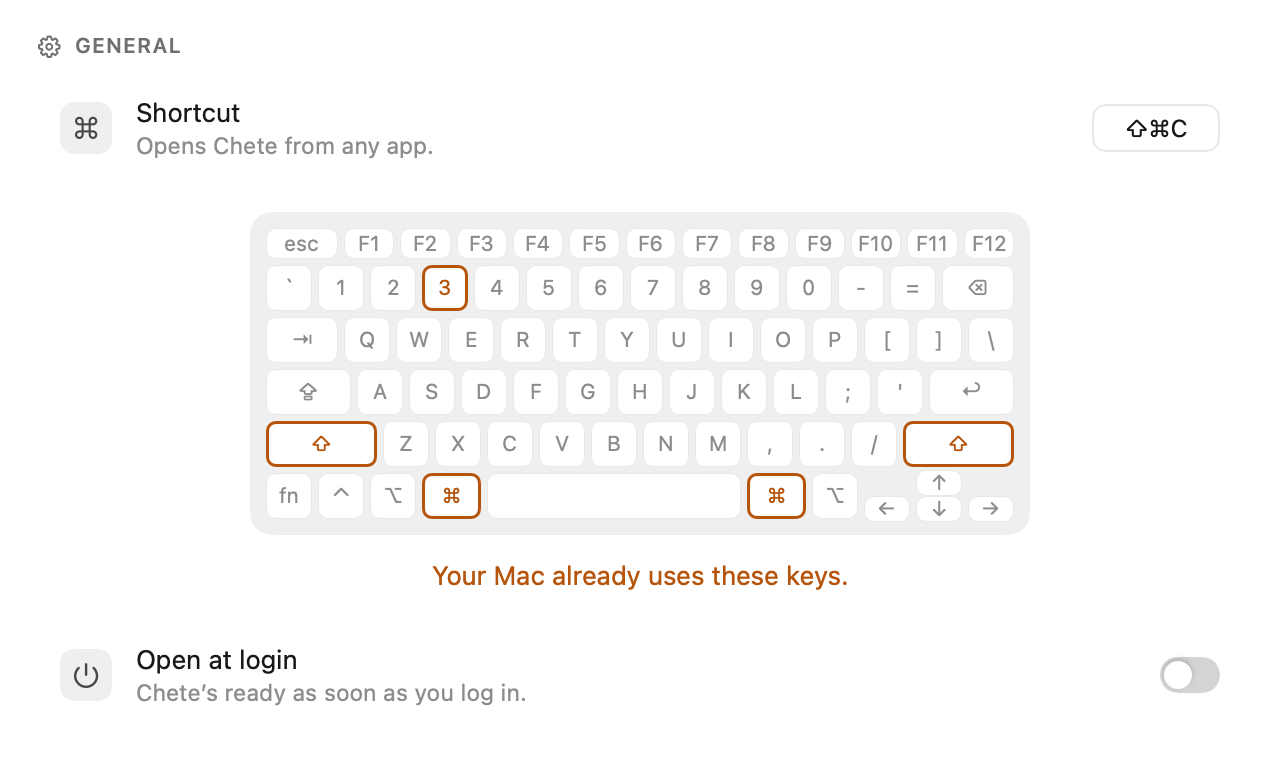 GENERAL
Shortcut
Opens Chete from any app.
⇧⌘C
esc F1 F2 F3 F4 F5 F6 F7 F8 F9 F10 F11 F12
` 1 2 3 4 5 6 7 8 9 0 - = ⌫
⇥ Q W E R T Y U I O P [ ] \
⇪ A S D F G H J K L ; ' ↩
⇧ Z X C V B N M , . / ⇧
fn ^ ⌥ ⌘ ⌘ ⌥ ← ↑ ↓ →
Your Mac already uses these keys.
Open at login
Chete’s ready as soon as you log in.